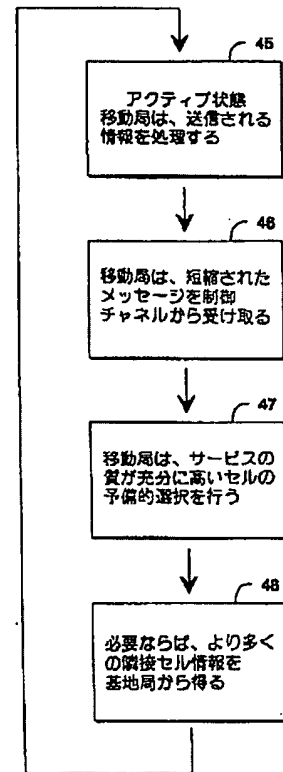 45
アクティブ状態
移動局は、送信される
情報を処理する
46
移動局は、短縮された
メッセージを制御
チャネルから受け取る
47
移動局は、サービスの
質が充分に高いセルの
予備的選択を行う
48
必要ならば、より多く
の隣接セル情報を
基地局から得る